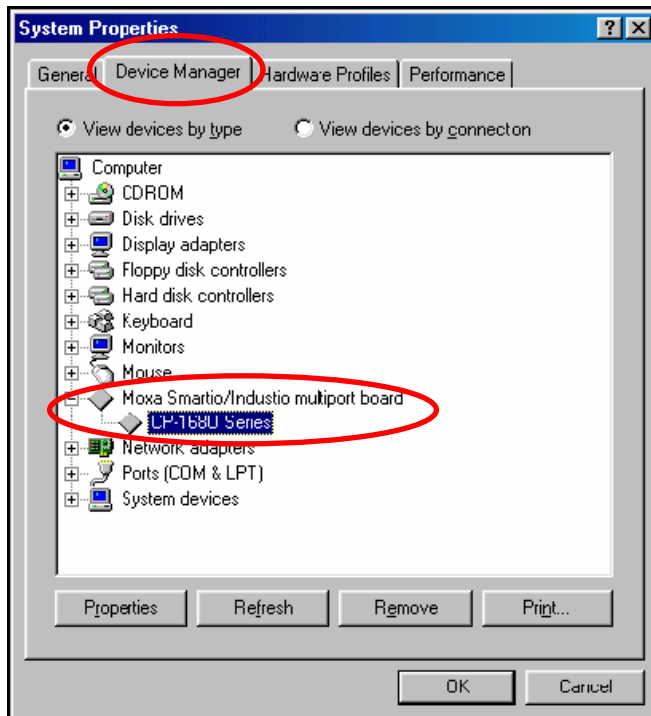 System Properties
General Device Manager Hardware Profiles Performance
View devices by type View devices by connecton
Computer
CDROM
Disk drives
Display adapters
Floppy disk controllers
Hard disk controllers
Keyboard
Monitors
Mouse
Moxa Smartio/Industio multiport board
CP-168U Series
Network adapters
Ports (COM & LPT)
System devices
Properties Refresh Remove Print...
OK Cancel